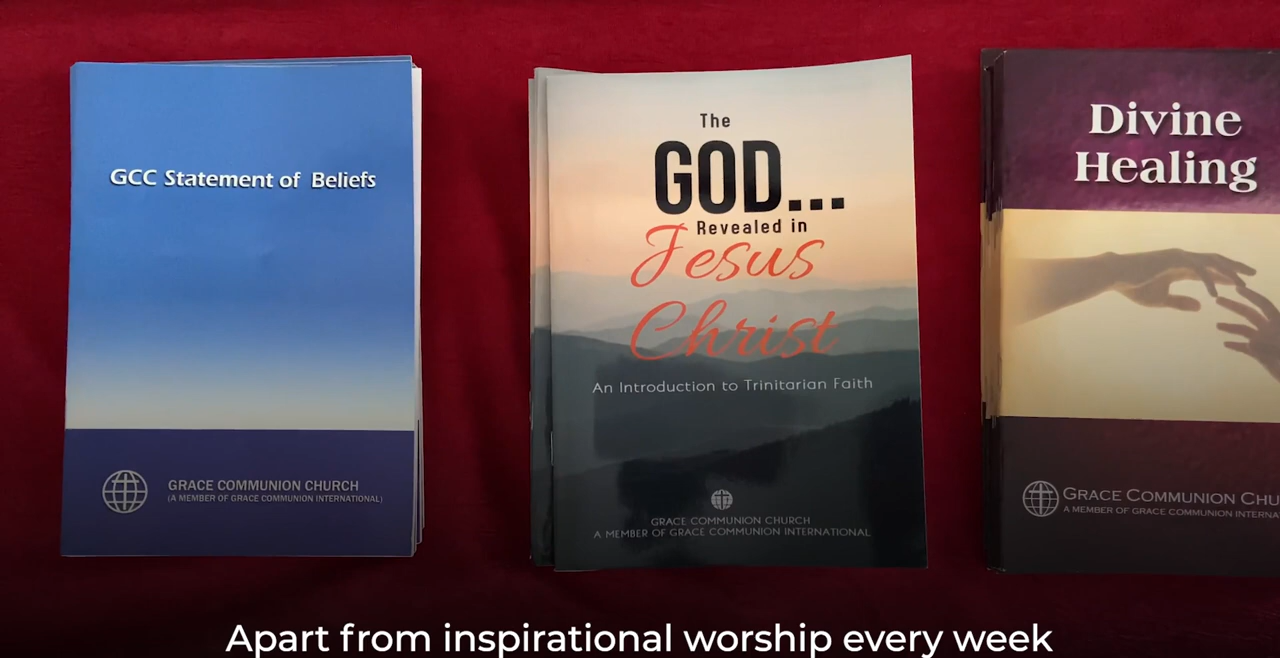 GCC Statement of Beliefs
GRACE COMMUNION CHURCH
(A MEMBER OF GRACE COMMUNION INTERNATIONAL)
The
GOD...
Revealed in
Jesus
Christ
An Introduction to Trinitarian Faith
GRACE COMMUNION CHURCH
A MEMBER OF GRACE COMMUNION INTERNATIONAL
Divine
Healing
GRACE COMMUNION CHU
A MEMBER OF GRACE COMMUNION INTERNA
Apart from inspirational worship every week